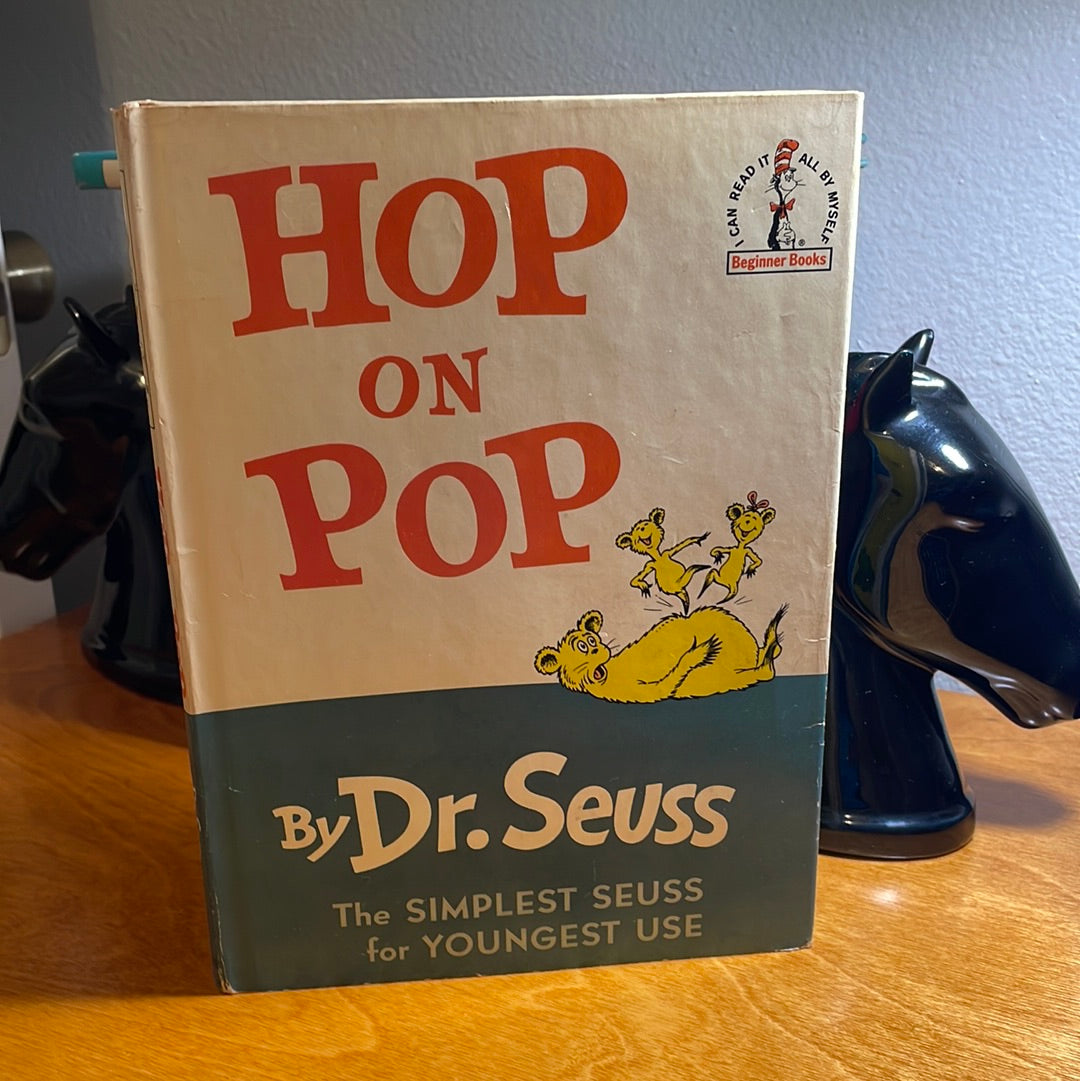 HOP
ON
POP
I CAN READ IT ALL BY MYSELF
®
Beginner Books
By Dr. Seuss
The SIMPLEST SEUSS
for YOUNGEST USE